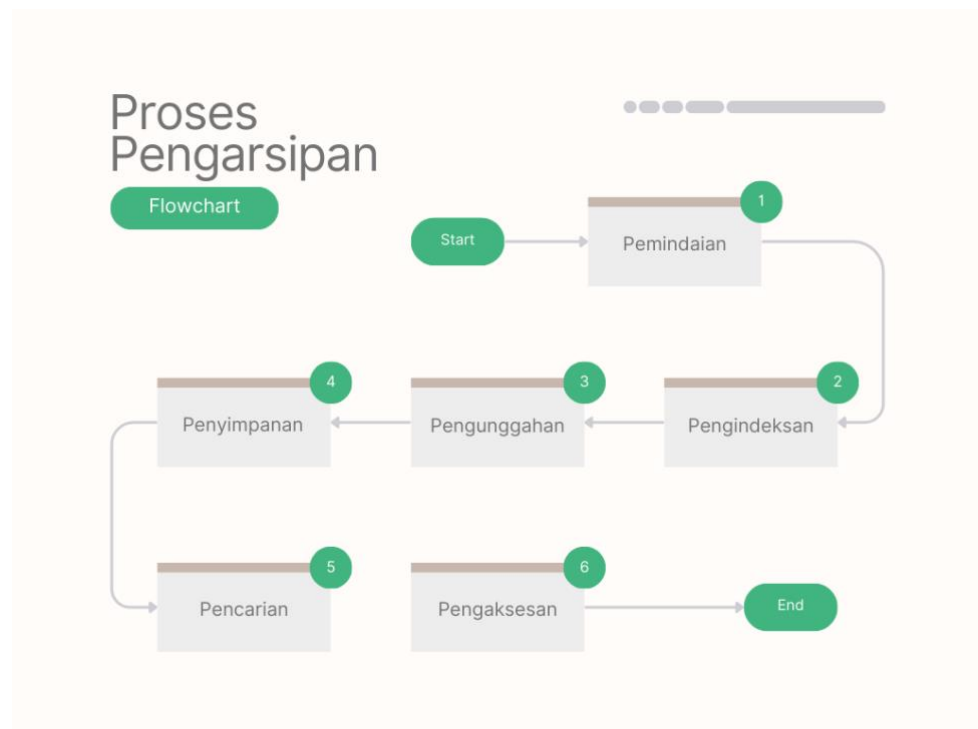 Proses
Pengarsipan
Flowchart
Start
1
Pemindaian
2
Pengindeksan
3
Pengunggahan
4
Penyimpanan
5
Pencarian
6
Pengaksesan
End